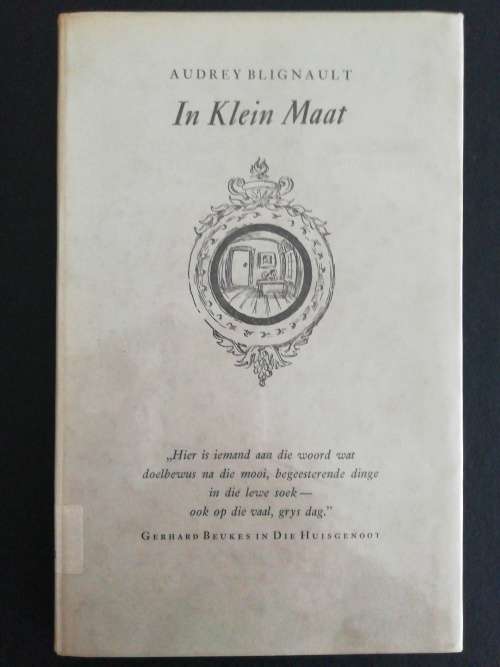 AUDREY BLIGNAULT
In Klein Maat
„Hier is iemand aan die woord wat
doelbewus na die mooi, begeesterende dinge
in die lewe soek—
ook op die vaal, grys dag.”
GERHARD BEUKES IN DIE HUISGENOOT